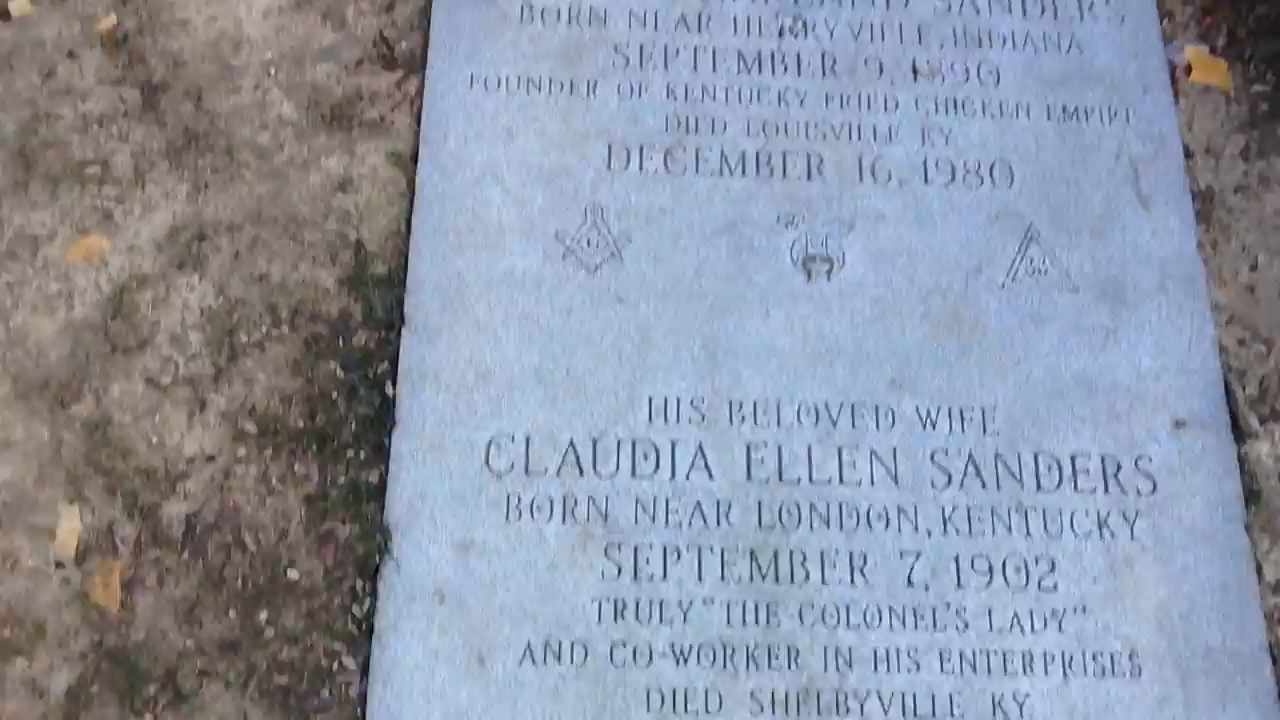 SANDERS
BORN NEAR HENRYVILLE, INDIANA
SEPTEMBER 9, 1890
FOUNDER OF KENTUCKY FRIED CHICKEN EMPIRE
DIED LOUISVILLE KY
DECEMBER 16, 1980
G
33
HIS BELOVED WIFE
CLAUDIA ELLEN SANDERS
BORN NEAR LONDON, KENTUCKY
SEPTEMBER 7, 1902
TRULY "THE COLONEL'S LADY"
AND CO-WORKER IN HIS ENTERPRISES
DIED SHELBYVILLE KY